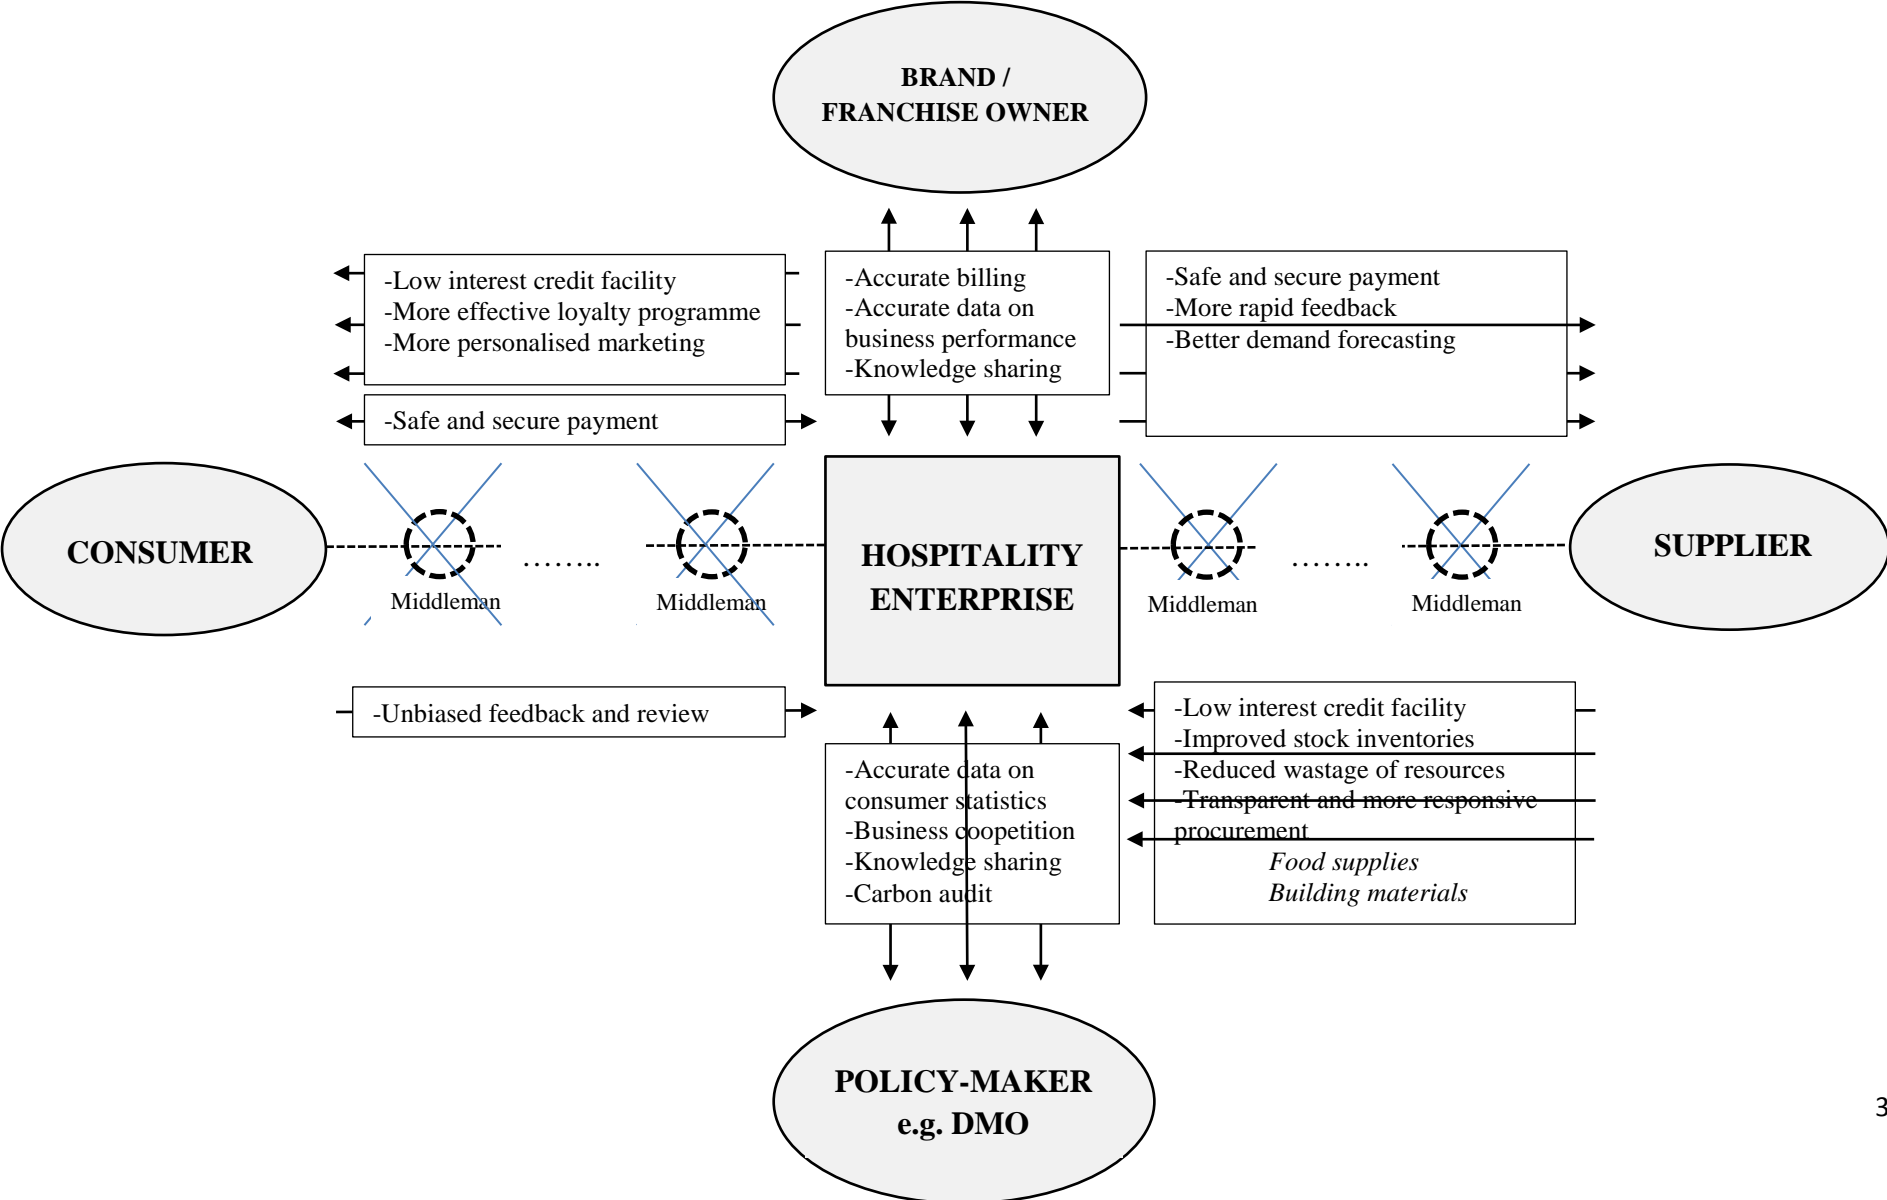 BRAND /
FRANCHISE OWNER
-Low interest credit facility
-More effective loyalty programme
-More personalised marketing
-Accurate billing
-Accurate data on
business performance
-Knowledge sharing
-Safe and secure payment
-More rapid feedback
-Better demand forecasting
-Safe and secure payment
CONSUMER
Middleman
........
Middleman
HOSPITALITY
ENTERPRISE
Middleman
........
Middleman
SUPPLIER
-Unbiased feedback and review
-Accurate data on
consumer statistics
-Business coopetition
-Knowledge sharing
-Carbon audit
-Low interest credit facility
-Improved stock inventories
-Reduced wastage of resources
-Transparent and more responsive
procurement
Food supplies
Building materials
POLICY-MAKER
e.g. DMO
3